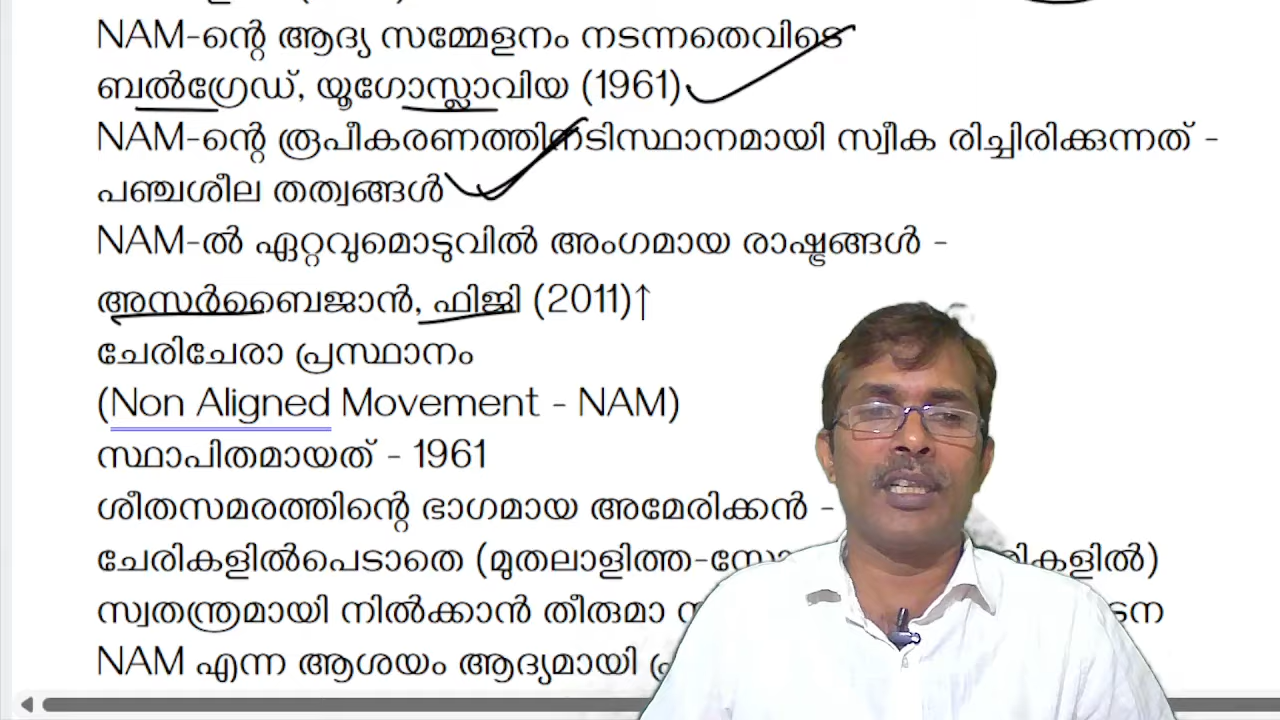 NAM-ന്റെ ആദ്യ സമ്മേളനം നടന്നതെവിടെ
ബൽഗ്രേഡ്, യൂഗോസ്ലാവിയ (1961)
NAM-ന്റെ രൂപീകരണത്തിനടിസ്ഥാനമായി സ്വീക രിച്ചിരിക്കുന്നത് -
പഞ്ചശീല തത്വങ്ങൾ
NAM-ൽ ഏറ്റവുമൊടുവിൽ അംഗമായ രാഷ്ട്രങ്ങൾ -
അസർബൈജാൻ, ഫിജി (2011)↑
ചേരിചേരാ പ്രസ്ഥാനം
(Non Aligned Movement - NAM)
സ്ഥാപിതമായത് - 1961
ശീതസമരത്തിന്റെ ഭാഗമായ അമേരിക്കൻ -
ചേരികളിൽപെടാതെ (മുതലാളിത്ത-
സ്വതന്ത്രമായി നിൽക്കാൻ തീരുമാ
NAM എന്ന ആശയം ആദ്യമായി